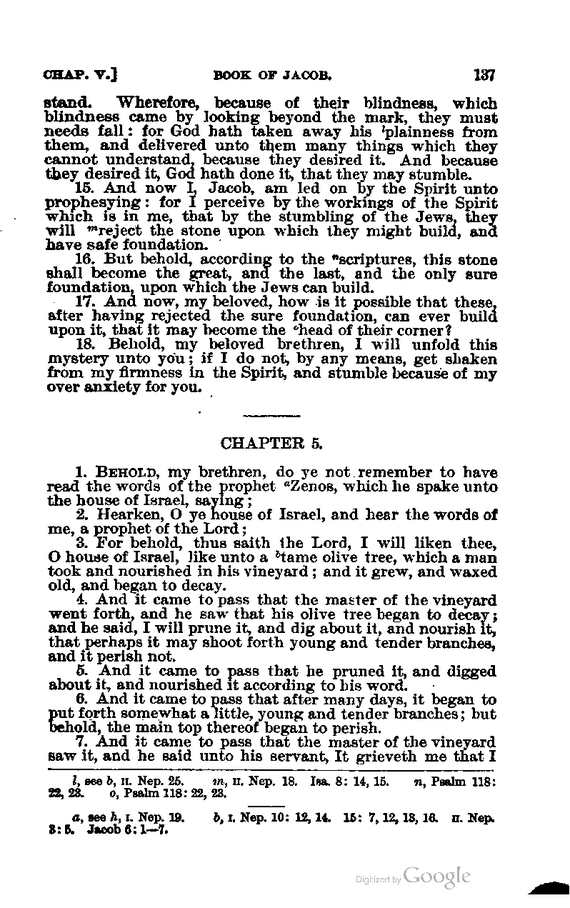 CHAP. V.] BOOK OF JACOB. 137
stand. Wherefore, because of their blindness, which
blindness came by looking beyond the mark, they must
needs fall: for God hath taken away his ˡplainness from
them, and delivered unto them many things which they
cannot understand, because they desired it. And because
they desired it, God hath done it, that they may stumble.
15. And now I, Jacob, am led on by the Spirit unto
prophesying: for I perceive by the workings of the Spirit
which is in me, that by the stumbling of the Jews, they
will ᵐreject the stone upon which they might build, and
have safe foundation.
16. But behold, according to the ⁿscriptures, this stone
shall become the great, and the last, and the only sure
foundation, upon which the Jews can build.
17. And now, my beloved, how is it possible that these,
after having rejected the sure foundation, can ever build
upon it, that it may become the ᵒhead of their corner?
18. Behold, my beloved brethren, I will unfold this
mystery unto you; if I do not, by any means, get shaken
from my firmness in the Spirit, and stumble because of my
over anxiety for you.
CHAPTER 5.
1. BEHOLD, my brethren, do ye not remember to have
read the words of the prophet ᵃZenos, which he spake unto
the house of Israel, saying;
2. Hearken, O ye house of Israel, and hear the words of
me, a prophet of the Lord;
3. For behold, thus saith the Lord, I will liken thee,
O house of Israel, like unto a ᵇtame olive tree, which a man
took and nourished in his vineyard; and it grew, and waxed
old, and began to decay.
4. And it came to pass that the master of the vineyard
went forth, and he saw that his olive tree began to decay;
and he said, I will prune it, and dig about it, and nourish it,
that perhaps it may shoot forth young and tender branches,
and it perish not.
5. And it came to pass that he pruned it, and digged
about it, and nourished it according to his word.
6. And it came to pass that after many days, it began to
put forth somewhat a little, young and tender branches; but
behold, the main top thereof began to perish.
7. And it came to pass that the master of the vineyard
saw it, and he said unto his servant, It grieveth me that I
l, see b, II. Nep. 25. m, II. Nep. 18. Isa. 8: 14, 15. n, Psalm 118:
22, 23. o, Psalm 118: 22, 23.
a, see h, I. Nep. 19. b, I. Nep. 10: 12, 14. 15: 7, 12, 13, 16. II. Nep.
3: 5. Jacob 6: 1—7.
Digitized by Google